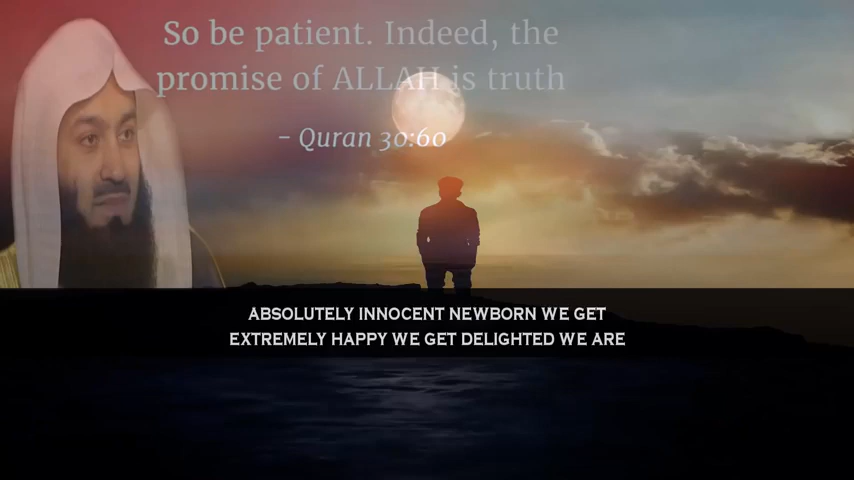 So be patient. Indeed, the
promise of ALLAH is truth
- Quran 30:60
ABSOLUTELY INNOCENT NEWBORN WE GET
EXTREMELY HAPPY WE GET DELIGHTED WE ARE